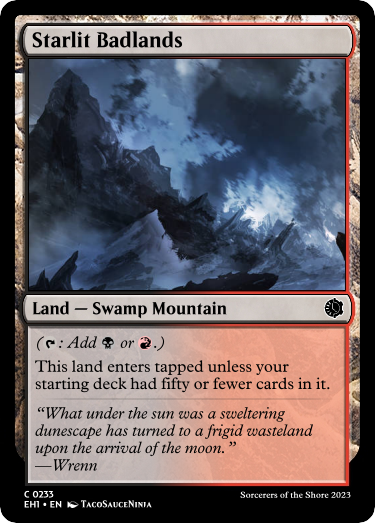 Starlit Badlands
Land — Swamp Mountain
(: Add or .)
This land enters tapped unless your
starting deck had fifty or fewer cards in it.
“What under the sun was a sweltering
dunescape has turned to a frigid wasteland
upon the arrival of the moon.”
—Wrenn
C 0233
EH1 • EN TacoSauceNinja
Sorcerers of the Shore 2023